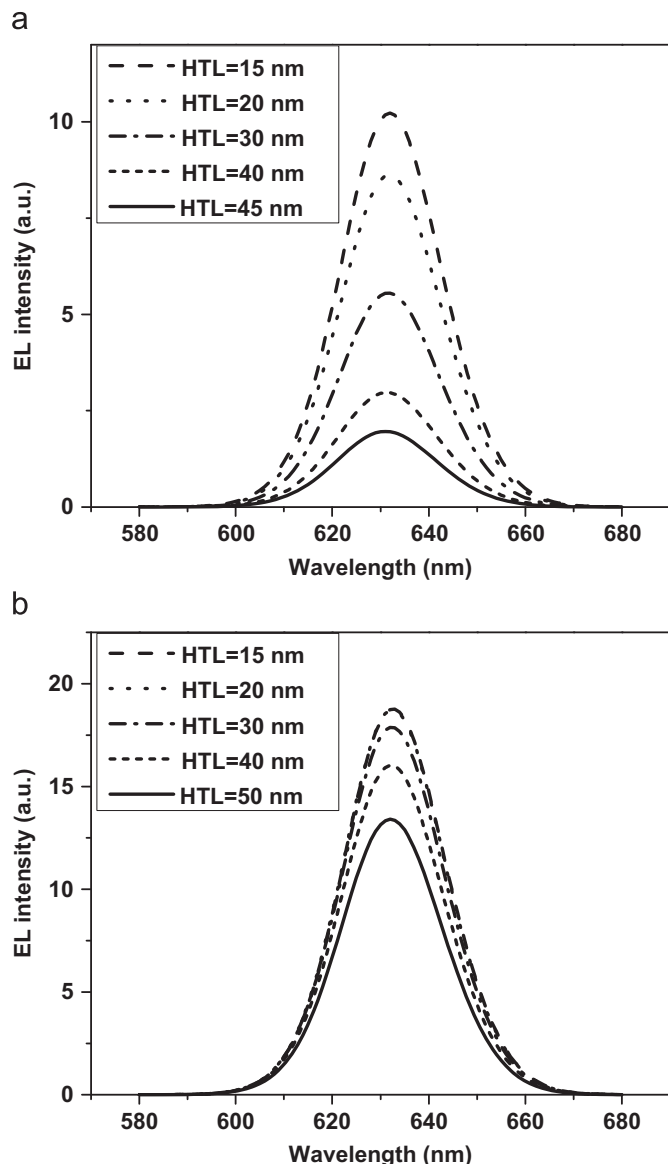 a
HTL=15 nm
HTL=20 nm
HTL=30 nm
HTL=40 nm
HTL=45 nm
10
5
0
EL intensity (a.u.)
580 600 620 640 660 680
Wavelength (nm)
b
HTL=15 nm
HTL=20 nm
HTL=30 nm
HTL=40 nm
HTL=50 nm
20
15
10
5
0
EL intensity (a.u.)
580 600 620 640 660 680
Wavelength (nm)